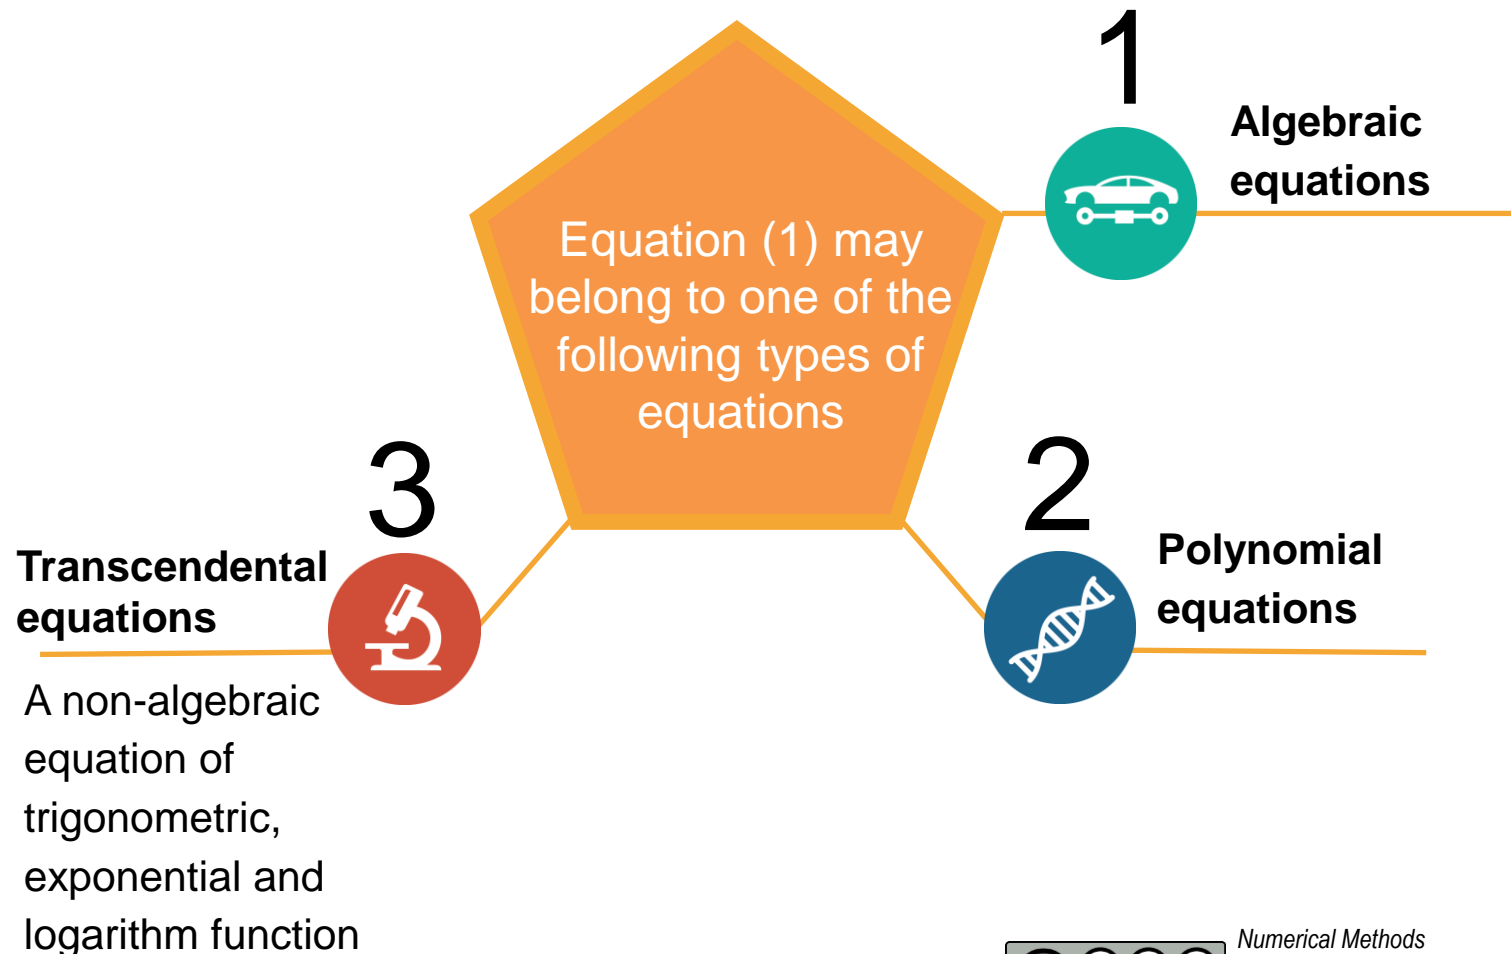 Equation (1) may
belong to one of the
following types of
equations
1
Algebraic
equations
2
Polynomial
equations
3
Transcendental
equations
A non-algebraic
equation of
trigonometric,
exponential and
logarithm function
Numerical Methods